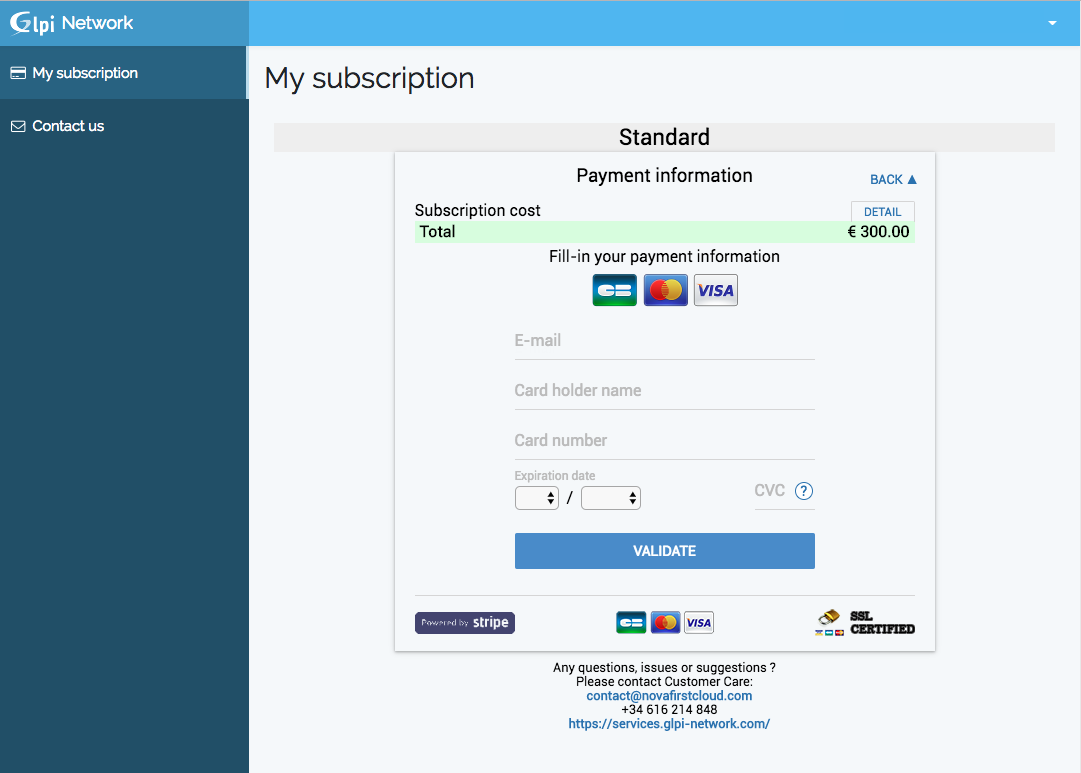 Glpi Network
My subscription
Contact us
My subscription
Standard
Payment information
BACK ▲
Subscription cost
DETAIL
Total
€ 300.00
Fill-in your payment information
VISA
E-mail
Card holder name
Card number
Expiration date
/
CVC ?
VALIDATE
Powered by stripe
VISA
SSL
CERTIFIED
Any questions, issues or suggestions ?
Please contact Customer Care:
contact@novafirstcloud.com
+34 616 214 848
https://services.glpi-network.com/